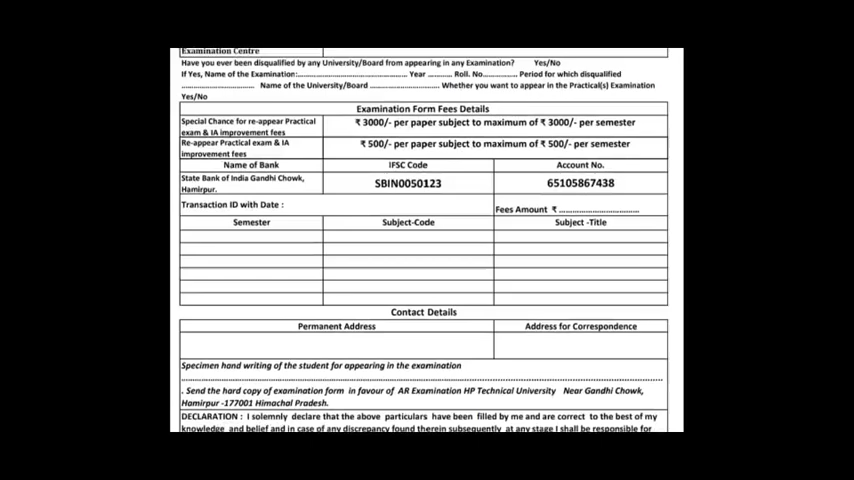 Examination Centre
Have you ever been disqualified by any University/Board from appearing in any Examination? Yes/No
If Yes, Name of the Examination:……………………………………… Year ………… Roll. No……………. Period for which disqualified
……………………………. Name of the University/Board …………………………. Whether you want to appear in the Practical(s) Examination
Yes/No
Examination Form Fees Details
Special Chance for re-appear Practical exam & IA improvement fees
₹ 3000/- per paper subject to maximum of ₹ 3000/- per semester
Re-appear Practical exam & IA improvement fees
₹ 500/- per paper subject to maximum of ₹ 500/- per semester
Name of Bank IFSC Code Account No.
State Bank of India Gandhi Chowk, Hamirpur. SBIN0050123 65105867438
Transaction ID with Date :
Fees Amount ₹ ……………………………
Semester Subject-Code Subject -Title
Contact Details
Permanent Address Address for Correspondence
Specimen hand writing of the student for appearing in the examination
……………………………………………………………………………………………………
. Send the hard copy of examination form in favour of AR Examination HP Technical University Near Gandhi Chowk,
Hamirpur -177001 Himachal Pradesh.
DECLARATION : I solemnly declare that the above particulars have been filled by me and are correct to the best of my
knowledge and belief and in case of any discrepancy found therein subsequently at any stage I shall be responsible for